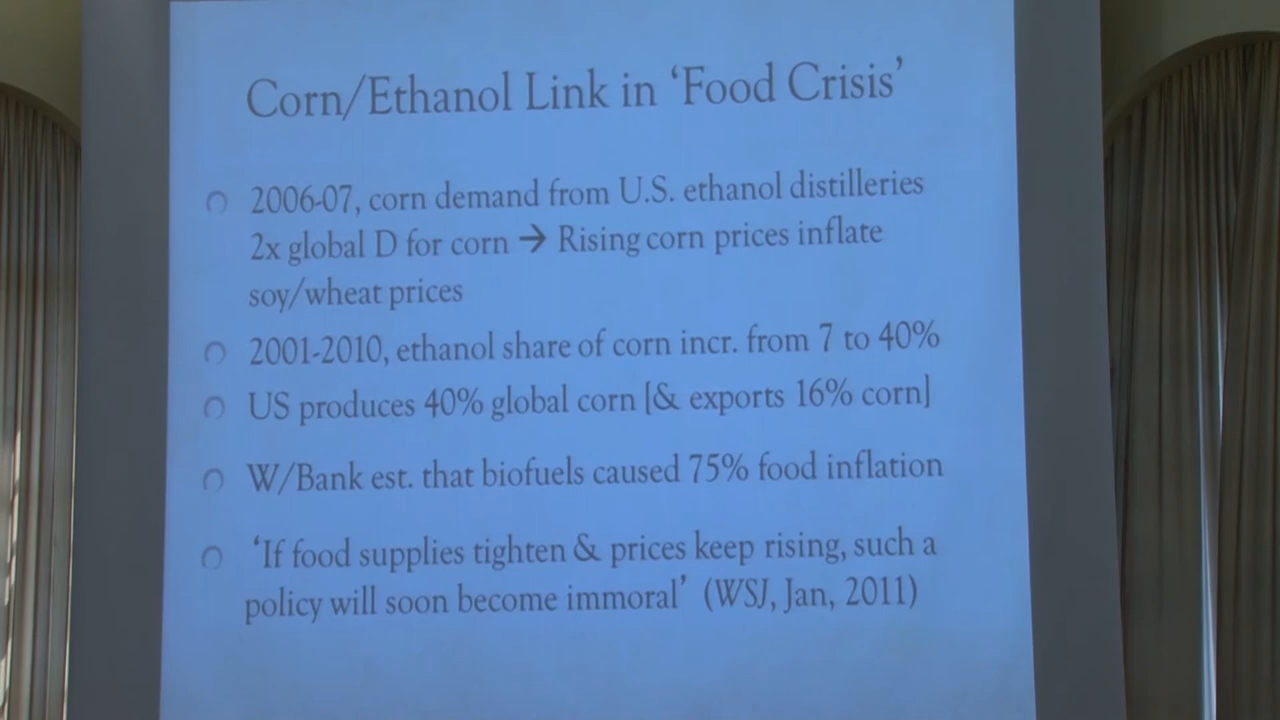 Corn/Ethanol Link in ‘Food Crisis’
2006-07, corn demand from U.S. ethanol distilleries
2x global D for corn → Rising corn prices inflate
soy/wheat prices
2001-2010, ethanol share of corn incr. from 7 to 40%
US produces 40% global corn [& exports 16% corn]
W/Bank est. that biofuels caused 75% food inflation
‘If food supplies tighten & prices keep rising, such a
policy will soon become immoral’ (WSJ, Jan, 2011)